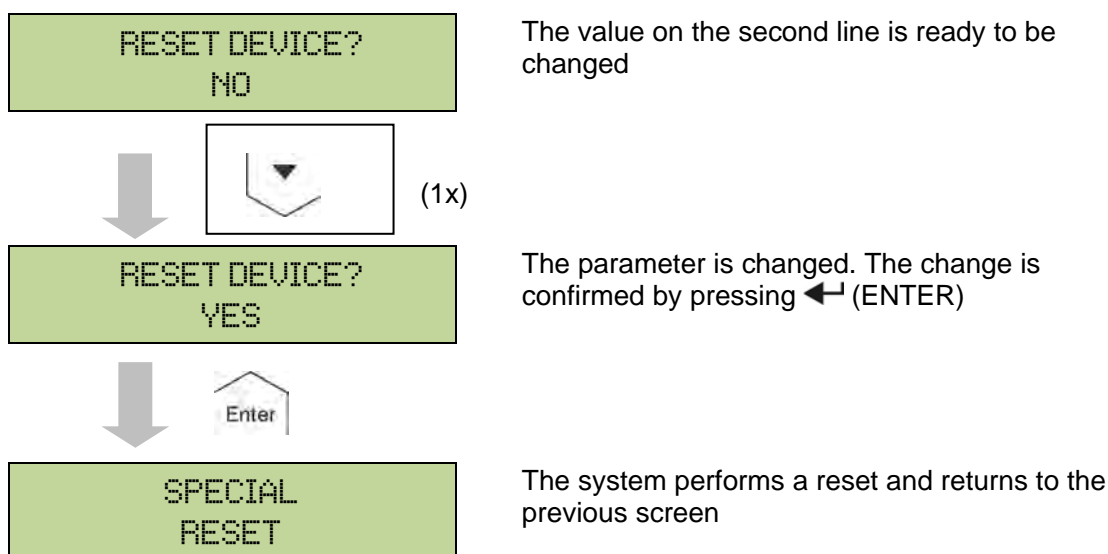 RESET DEVICE?
NO
The value on the second line is ready to be
changed
(1x)
RESET DEVICE?
YES
The parameter is changed. The change is
confirmed by pressing (ENTER)
Enter
SPECIAL
RESET
The system performs a reset and returns to the
previous screen